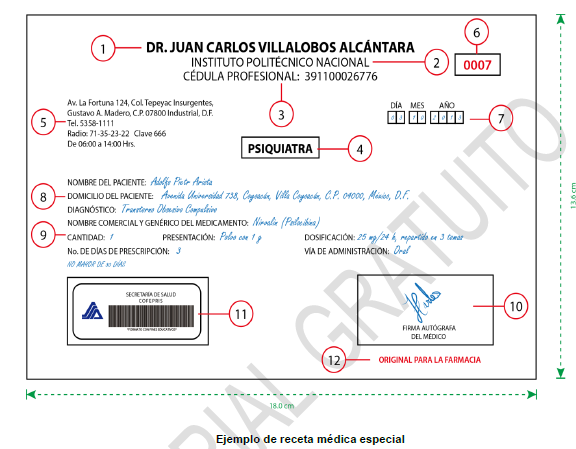 1 DR. JUAN CARLOS VILLALOBOS ALCÁNTARA 6
INSTITUTO POLITÉCNICO NACIONAL 2 0007
CÉDULA PROFESIONAL: 391100026776
3
Av. La Fortuna 124, Col. Tepeyac Insurgentes,
Gustavo A. Madero, C.P. 07800 Industrial, D.F.
5 Tel. 5358-1111
Radio: 71-35-23-22 Clave 666
De 06:00 a 14:00 Hrs.
DÍA MES AÑO
7
PSIQUIATRA 4
NOMBRE DEL PACIENTE: Adolfo Pictr Arista
8 DOMICILIO DEL PACIENTE: Avenida Universidad 738, Coyoacán, Villa Coyoacán, C.P. 04000, México, D.F.
DIAGNÓSTICO: Transtorno Obsesivo Compulsivo
NOMBRE COMERCIAL Y GENÉRICO DEL MEDICAMENTO:
9 CANTIDAD: 1 PRESENTACIÓN: Polvo con 1 g DOSIFICACIÓN: 25 mg/24 h, repartido en 3 tomas
No. DE DÍAS DE PRESCRIPCIÓN: 3 VÍA DE ADMINISTRACIÓN: Oral
NO MAYOR DE 30 DÍAS
SECRETARÍA DE SALUD
COFEPRIS
11
10
FIRMA AUTÓGRAFA
DEL MÉDICO
12 ORIGINAL PARA LA FARMACIA
13.6 cm
18.0 cm
MATERIAL GRATUITO
Ejemplo de receta médica especial